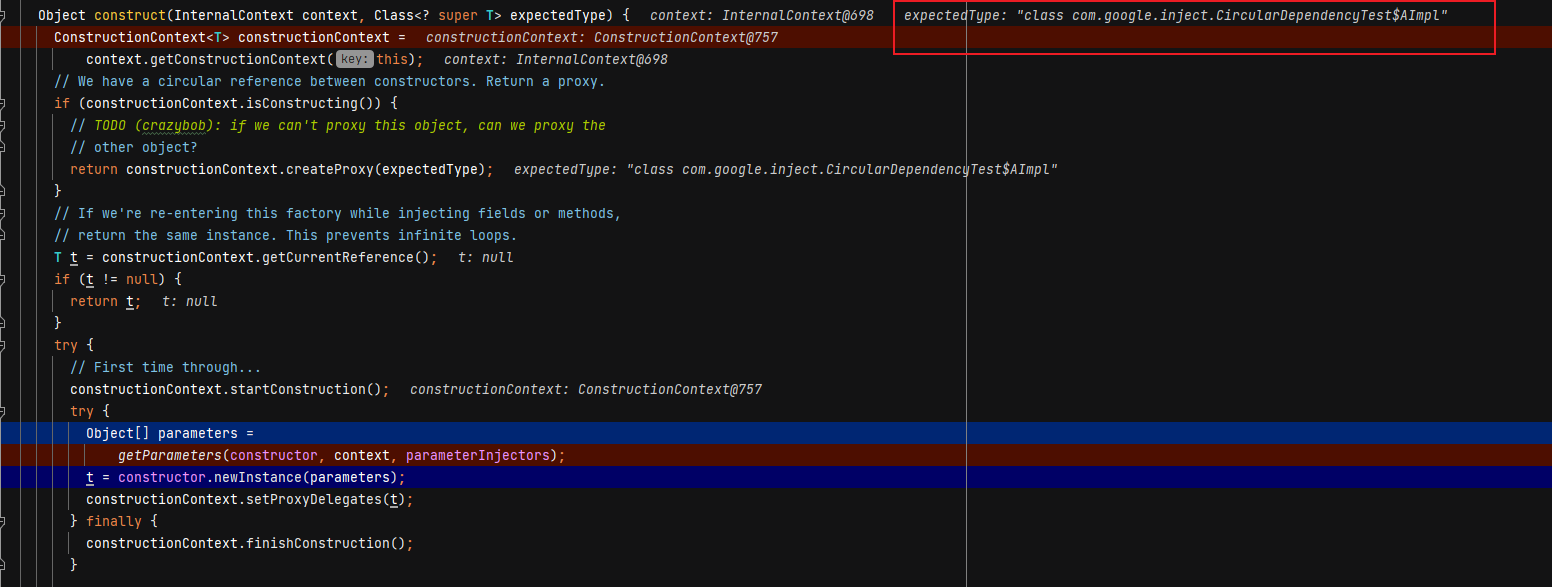 Object construct(InternalContext context, Class<? super T> expectedType) {  context: InternalContext@698  expectedType: "class com.google.inject.CircularDependencyTest$AImpl"
ConstructionContext<T> constructionContext =  constructionContext: ConstructionContext@757
context.getConstructionContext( key: this);  context: InternalContext@698
// We have a circular reference between constructors. Return a proxy.
if (constructionContext.isConstructing()) {
// TODO (crazybob): if we can't proxy this object, can we proxy the
// other object?
return constructionContext.createProxy(expectedType);  expectedType: "class com.google.inject.CircularDependencyTest$AImpl"
}
// If we're re-entering this factory while injecting fields or methods,
// return the same instance. This prevents infinite loops.
T t = constructionContext.getCurrentReference();  t: null
if (t != null) {
return t;  t: null
}
try {
// First time through...
constructionContext.startConstruction();  constructionContext: ConstructionContext@757
try {
Object[] parameters =
getParameters(constructor, context, parameterInjectors);
t = constructor.newInstance(parameters);
constructionContext.setProxyDelegates(t);
} finally {
constructionContext.finishConstruction();
}